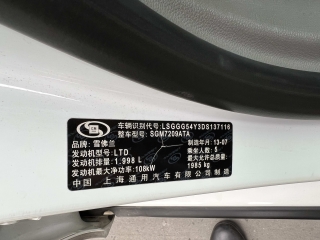 车辆识别代号: LSGGG54Y3DS137116
整车型号: SGM7209ATA
品牌: 雪佛兰
制造年月: 13-07
发动机型号: LTD
乘坐人数: 5
发动机排量: 1.998 L
最大允许总质量:
发动机最大净功率: 108kW
1985 kg
中国 上海通用汽车有限公司制造